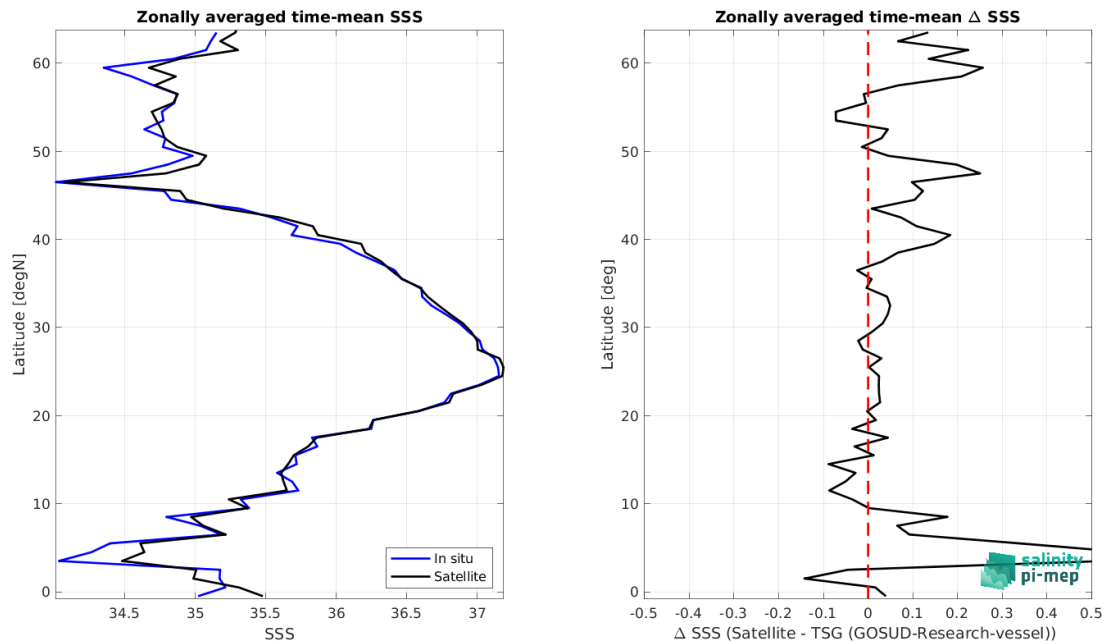 Zonally averaged time-mean SSS
60
50
40
30
20
10
0
Latitude [degN]
34.5 35 35.5 36 36.5 37
SSS
In situ
Satellite
Zonally averaged time-mean Δ SSS
60
50
40
30
20
10
0
Latitude [deg]
-0.5 -0.4 -0.3 -0.2 -0.1 0 0.1 0.2 0.3 0.4 0.5
Δ SSS (Satellite - TSG (GOSUD-Research-vessel))
salinity
pi-mep